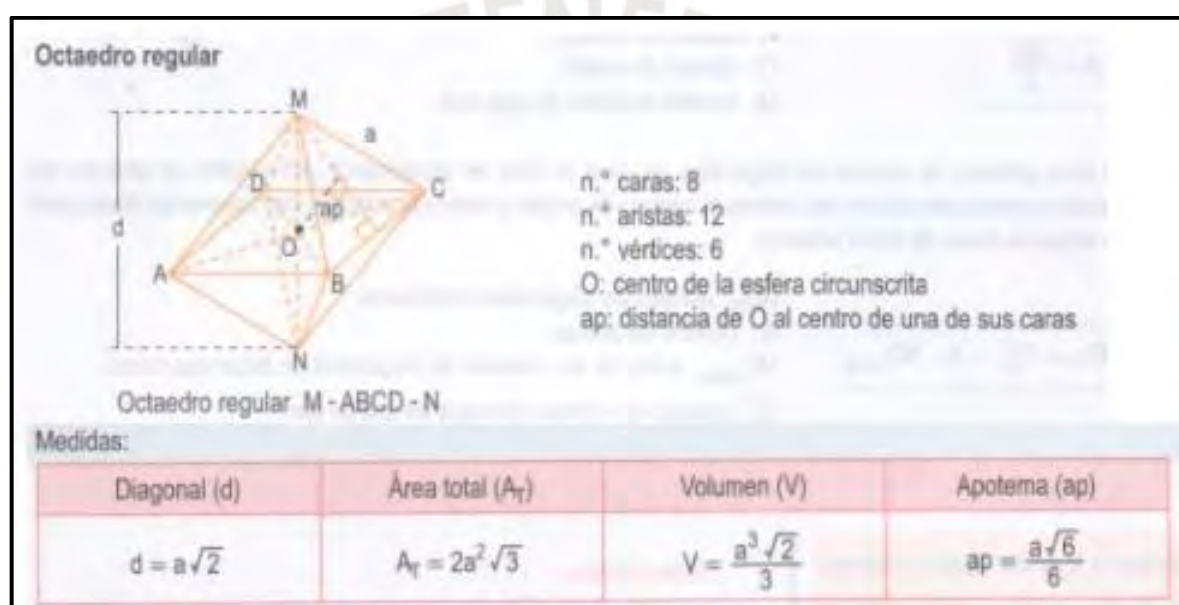 Octaedro regular
M
a
D
C
ap
d
O
A
B
N
n.° caras: 8
n.° aristas: 12
n.° vértices: 6
O: centro de la esfera circunscrita
ap: distancia de O al centro de una de sus caras
Octaedro regular M - ABCD - N
Medidas:
Diagonal (d) Área total (A_T) Volumen (V) Apotema (ap)
d = a√2 A_T = 2a²√3 V = a³√2/3 ap = a√6/6